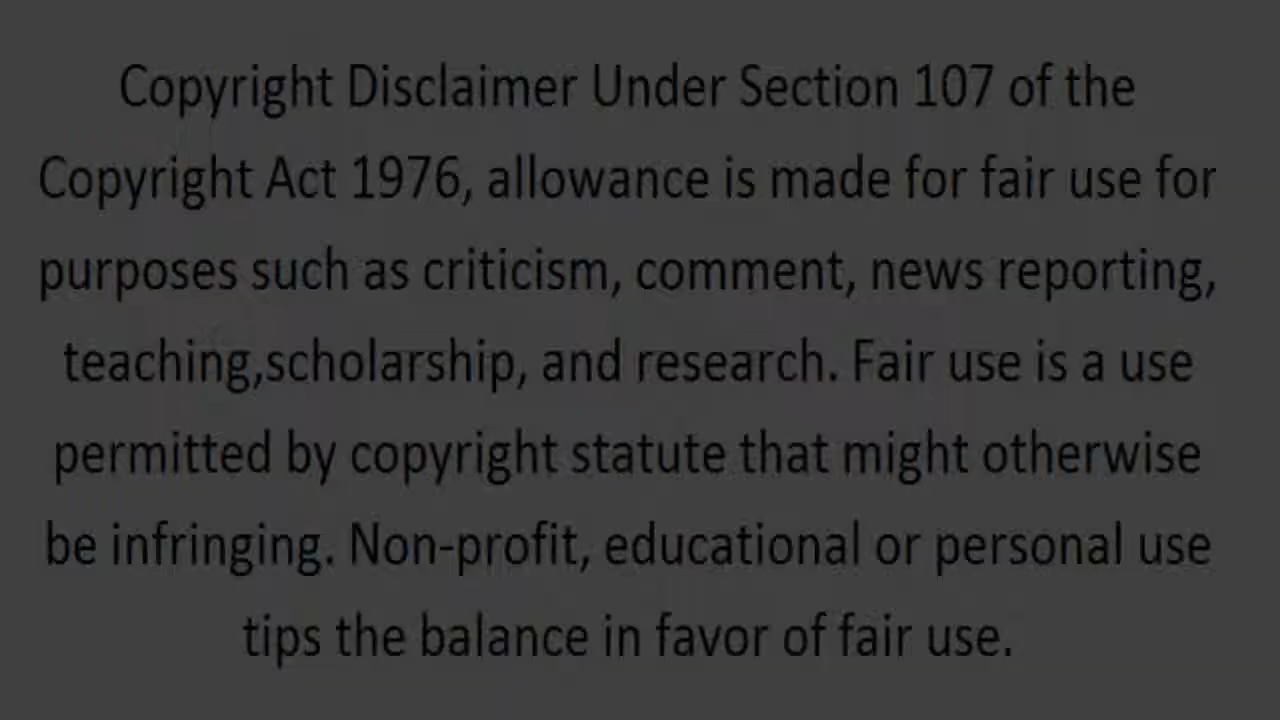 Copyright Disclaimer Under Section 107 of the
Copyright Act 1976, allowance is made for fair use for
purposes such as criticism, comment, news reporting,
teaching,scholarship, and research. Fair use is a use
permitted by copyright statute that might otherwise
be infringing. Non-profit, educational or personal use
tips the balance in favor of fair use.